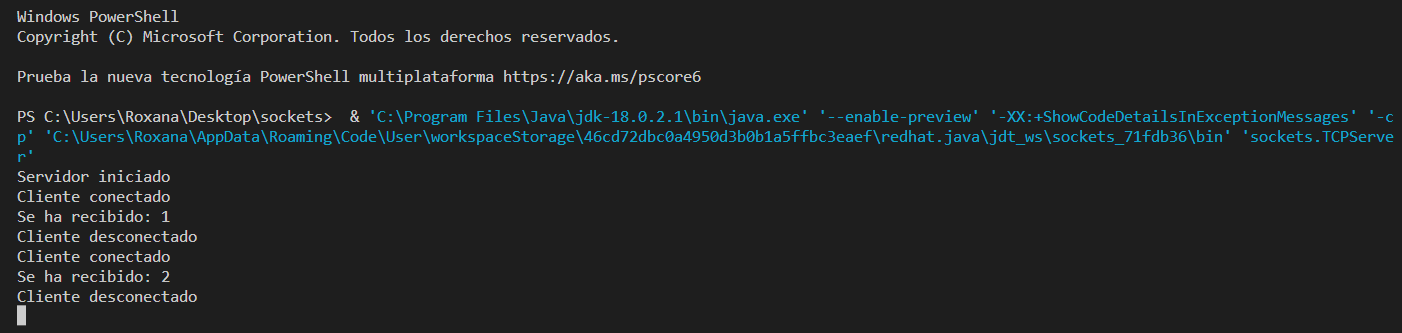 Windows PowerShell
Copyright (C) Microsoft Corporation. Todos los derechos reservados.
Prueba la nueva tecnología PowerShell multiplataforma https://aka.ms/pscore6
PS C:\Users\Roxana\Desktop\sockets>  & 'C:\Program Files\Java\jdk-18.0.2.1\bin\java.exe' '--enable-preview' '-XX:+ShowCodeDetailsInExceptionMessages' '-c
p' 'C:\Users\Roxana\AppData\Roaming\Code\User\workspaceStorage\46cd72dbc0a4950d3b0b1a5ffbc3eaef\redhat.java\jdt_ws\sockets_71fdb36\bin' 'sockets.TCPServe
r'
Servidor iniciado
Cliente conectado
Se ha recibido: 1
Cliente desconectado
Cliente conectado
Se ha recibido: 2
Cliente desconectado